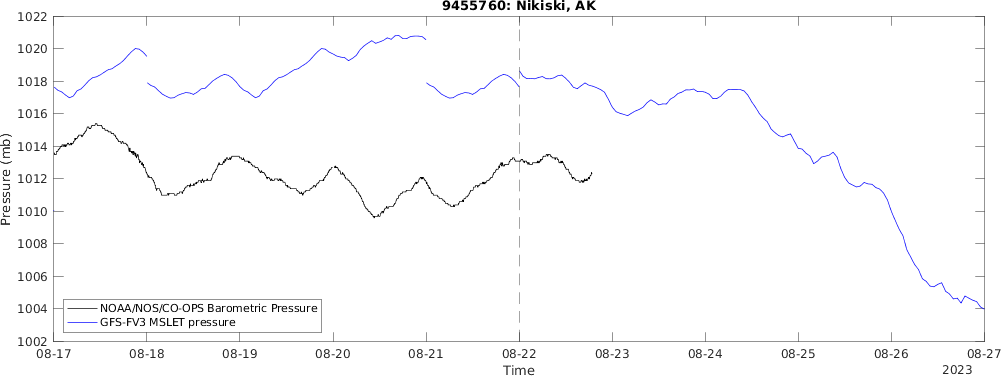 9455760: Nikiski, AK
1022
1020
1018
1016
1014
1012
1010
1008
1006
1004
1002
Pressure (mb)
NOAA/NOS/CO-OPS Barometric Pressure
GFS-FV3 MSLET pressure
08-17 08-18 08-19 08-20 08-21 08-22 08-23 08-24 08-25 08-26 08-27
Time
2023